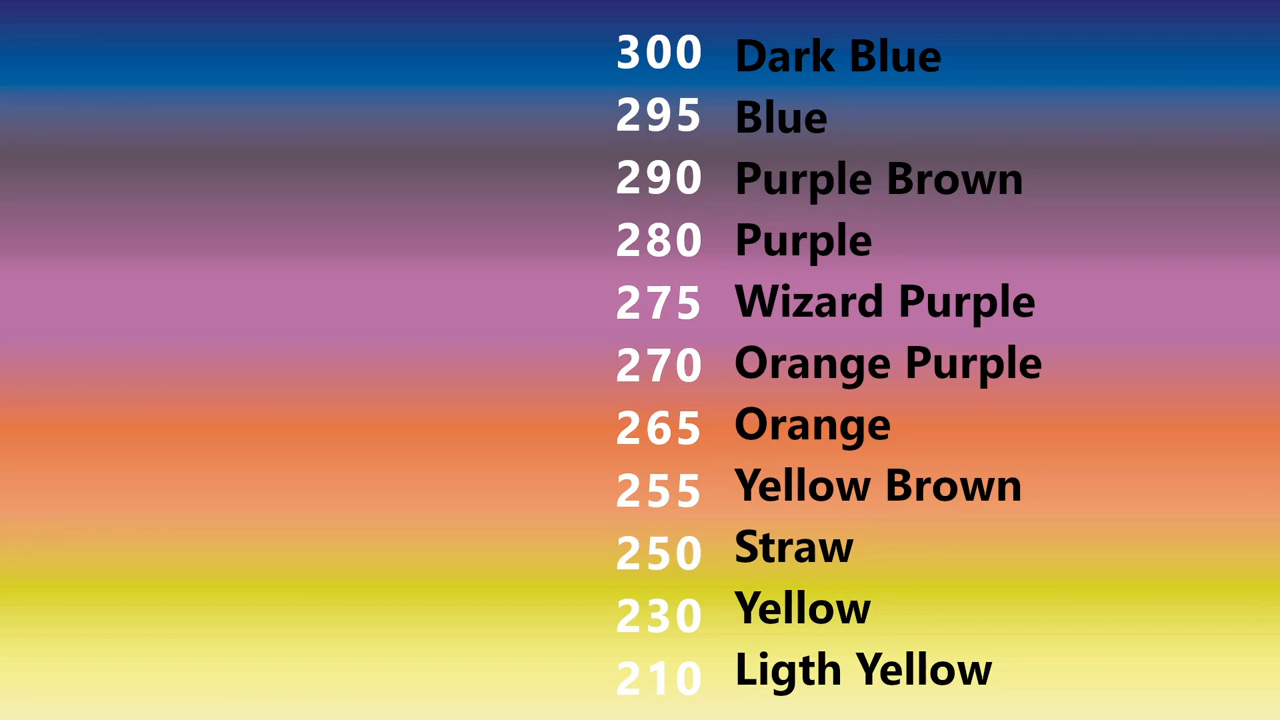 300 Dark Blue
295 Blue
290 Purple Brown
280 Purple
275 Wizard Purple
270 Orange Purple
265 Orange
255 Yellow Brown
250 Straw
230 Yellow
210 Ligth Yellow